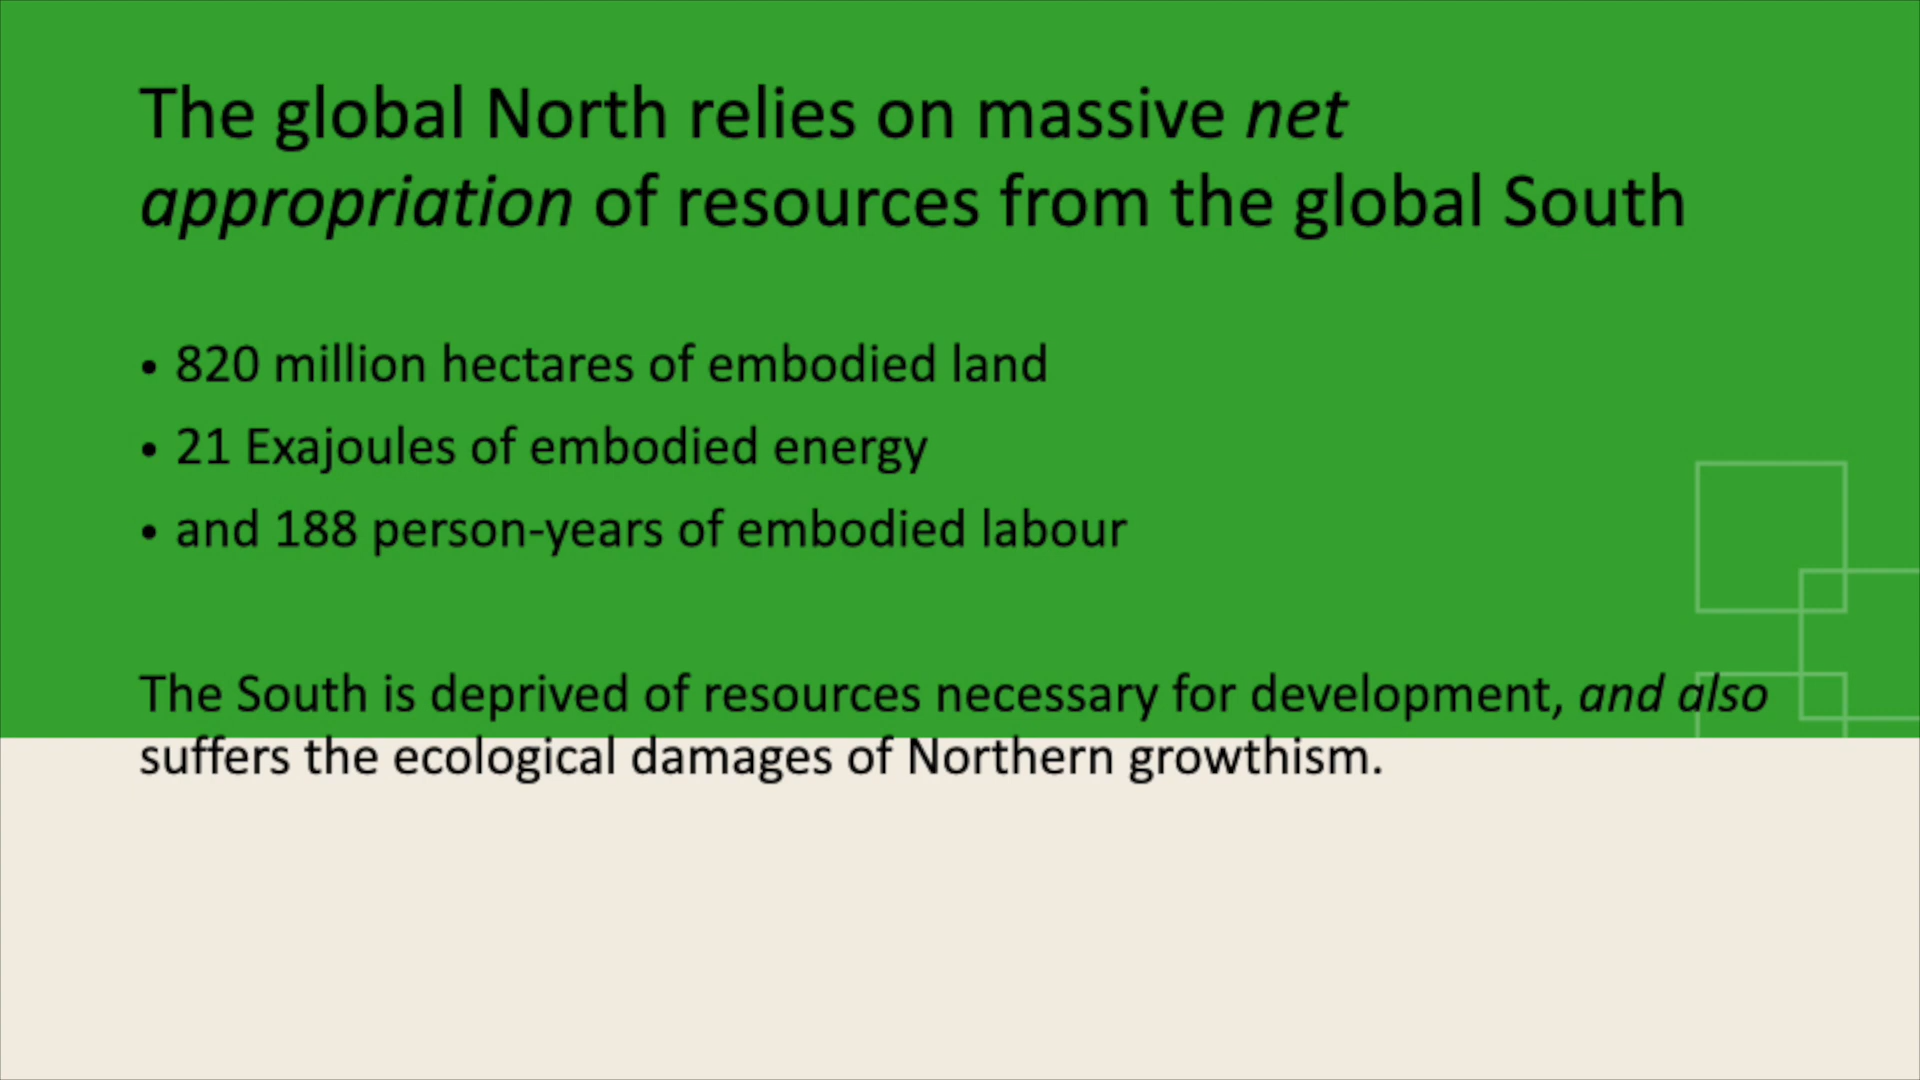 The global North relies on massive net
appropriation of resources from the global South
• 820 million hectares of embodied land
• 21 Exajoules of embodied energy
• and 188 person-years of embodied labour
The South is deprived of resources necessary for development, and also
suffers the ecological damages of Northern growthism.